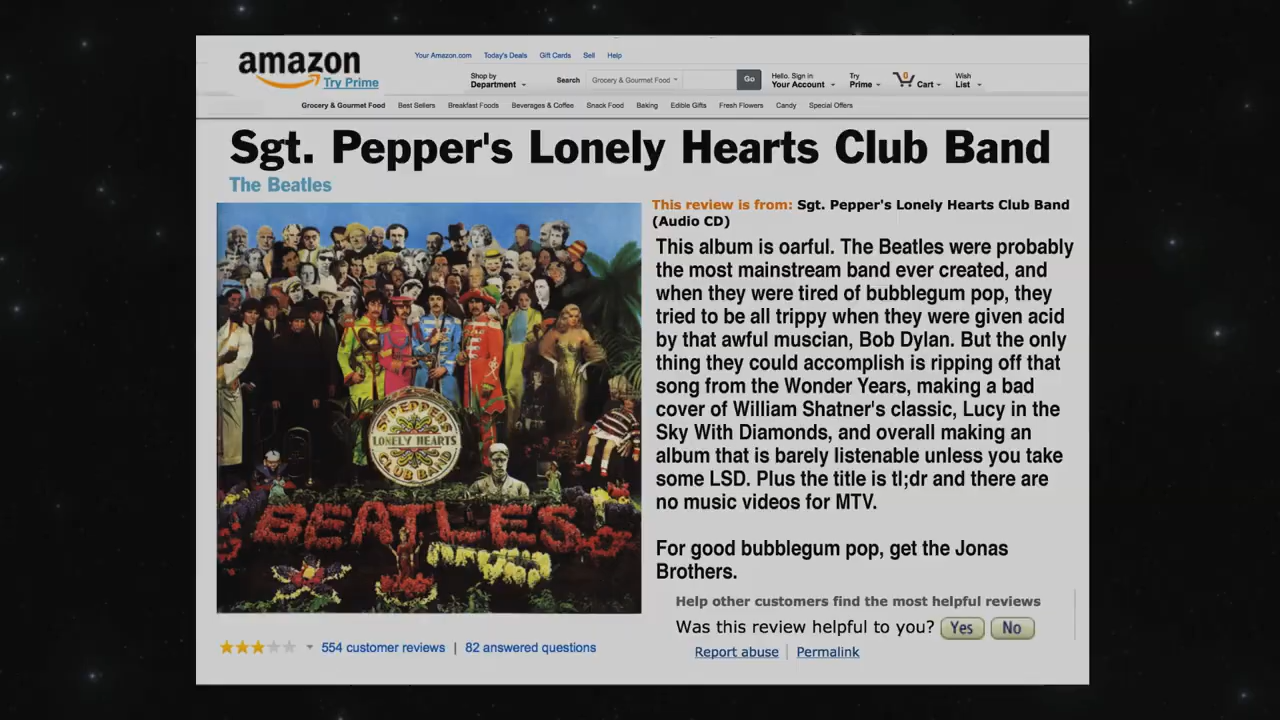 amazon
Try Prime
Your Amazon.com Today's Deals Gift Cards Sell Help
Shop by
Department
Search Grocery & Gourmet Food Go
Hello. Sign in
Your Account
Try
Prime
0
Cart
Wish
List
Grocery & Gourmet Food Best Sellers Breakfast Foods Beverages & Coffee Snack Food Baking Edible Gifts Fresh Flowers Candy Special Offers
Sgt. Pepper's Lonely Hearts Club Band
The Beatles
SGT. PEPPERS
LONELY HEARTS
CLUB BAND
BEATLES
This review is from: Sgt. Pepper's Lonely Hearts Club Band
(Audio CD)
This album is oarful. The Beatles were probably
the most mainstream band ever created, and
when they were tired of bubblegum pop, they
tried to be all trippy when they were given acid
by that awful muscian, Bob Dylan. But the only
thing they could accomplish is ripping off that
song from the Wonder Years, making a bad
cover of William Shatner's classic, Lucy in the
Sky With Diamonds, and overall making an
album that is barely listenable unless you take
some LSD. Plus the title is tl;dr and there are
no music videos for MTV.
For good bubblegum pop, get the Jonas
Brothers.
Help other customers find the most helpful reviews
Was this review helpful to you? Yes No
Report abuse | Permalink
554 customer reviews | 82 answered questions